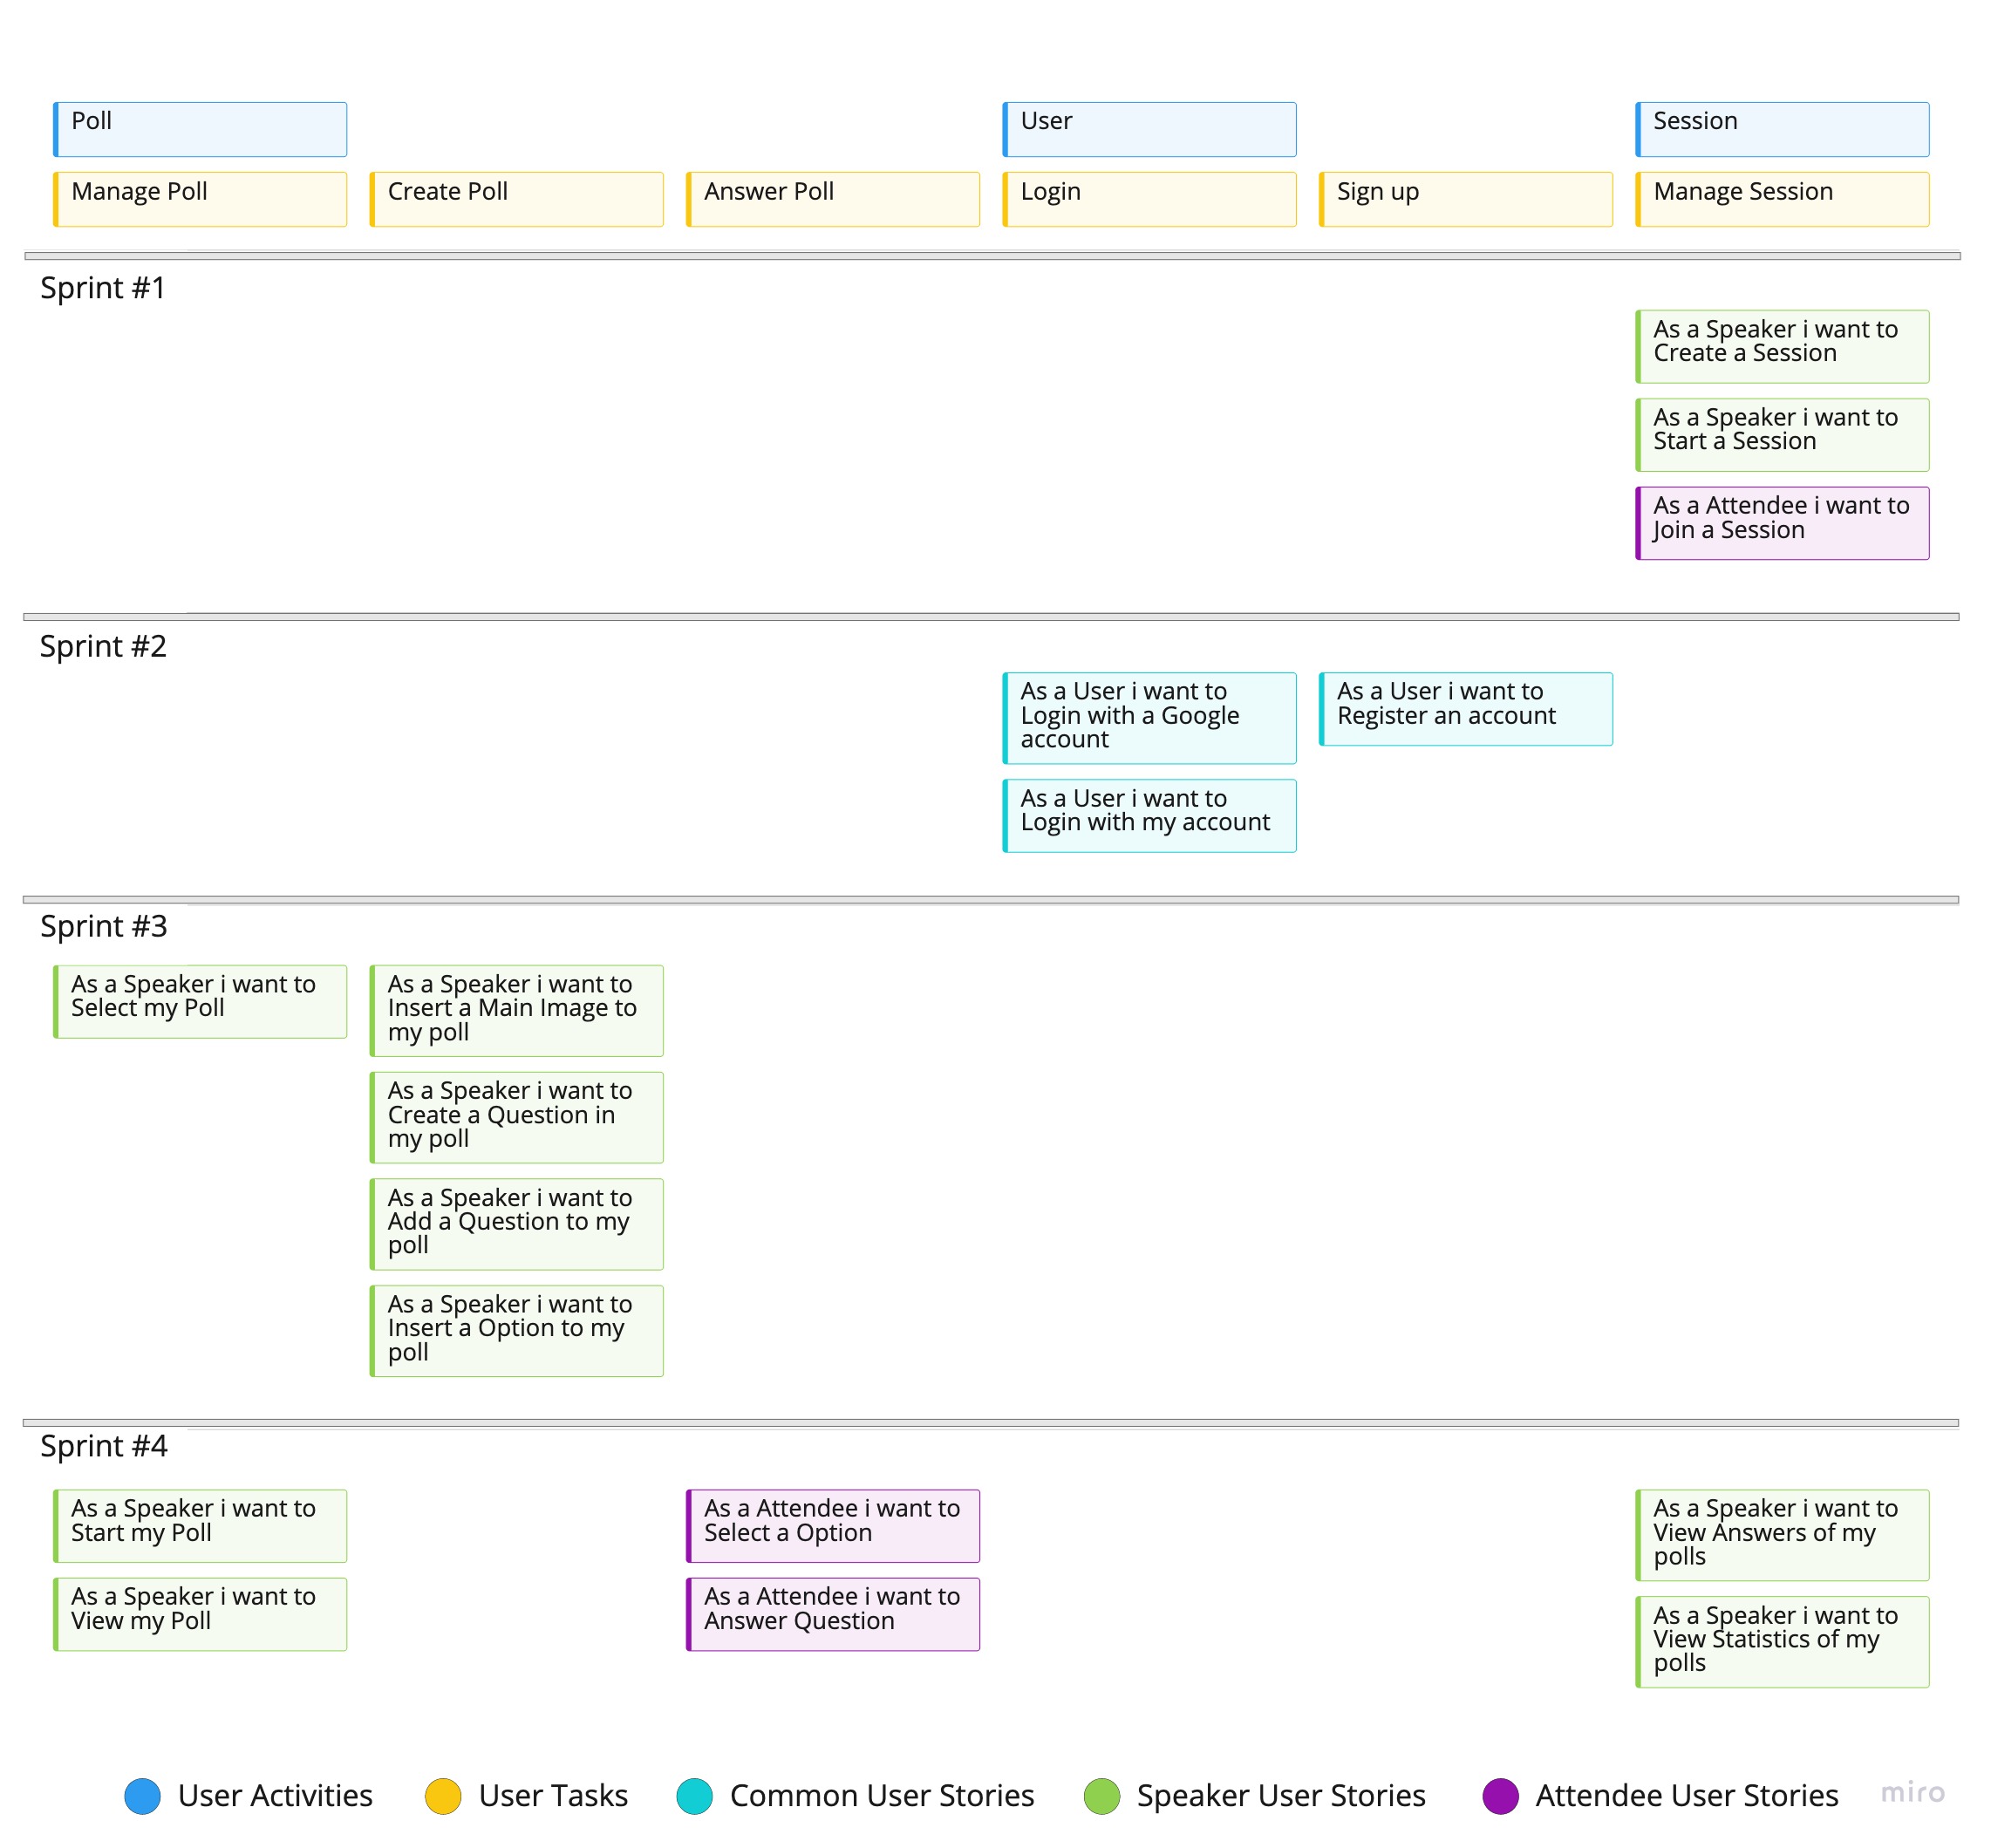 Poll
User
Session
Manage Poll
Create Poll
Answer Poll
Login
Sign up
Manage Session
Sprint #1
As a Speaker i want to
Create a Session
As a Speaker i want to
Start a Session
As a Attendee i want to
Join a Session
Sprint #2
As a User i want to
Login with a Google
account
As a User i want to
Register an account
As a User i want to
Login with my account
Sprint #3
As a Speaker i want to
Select my Poll
As a Speaker i want to
Insert a Main Image to
my poll
As a Speaker i want to
Create a Question in
my poll
As a Speaker i want to
Add a Question to my
poll
As a Speaker i want to
Insert a Option to my
poll
Sprint #4
As a Speaker i want to
Start my Poll
As a Attendee i want to
Select a Option
As a Speaker i want to
View Answers of my
polls
As a Speaker i want to
View my Poll
As a Attendee i want to
Answer Question
As a Speaker i want to
View Statistics of my
polls
User Activities
User Tasks
Common User Stories
Speaker User Stories
Attendee User Stories
miro